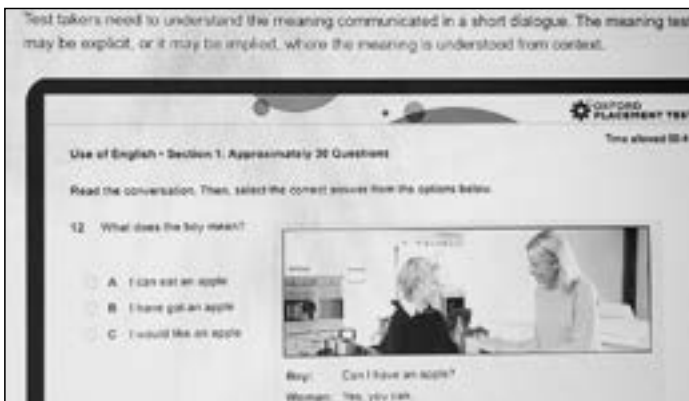 Test takers need to understand the meaning communicated in a short dialogue. The meaning
may be explicit, or it may be implied, where the meaning is understood from context.
OXFORD
PLACEMENT
Time allowed
Use of English - Section 1: Approximately 30 Questions
Read the conversation. Then, select the correct answer from the options below.
12 What does the boy mean?
A I can eat an apple
B I have got an apple
C I would like an apple
Boy: Can I have an apple?
Woman: Yes, you can.